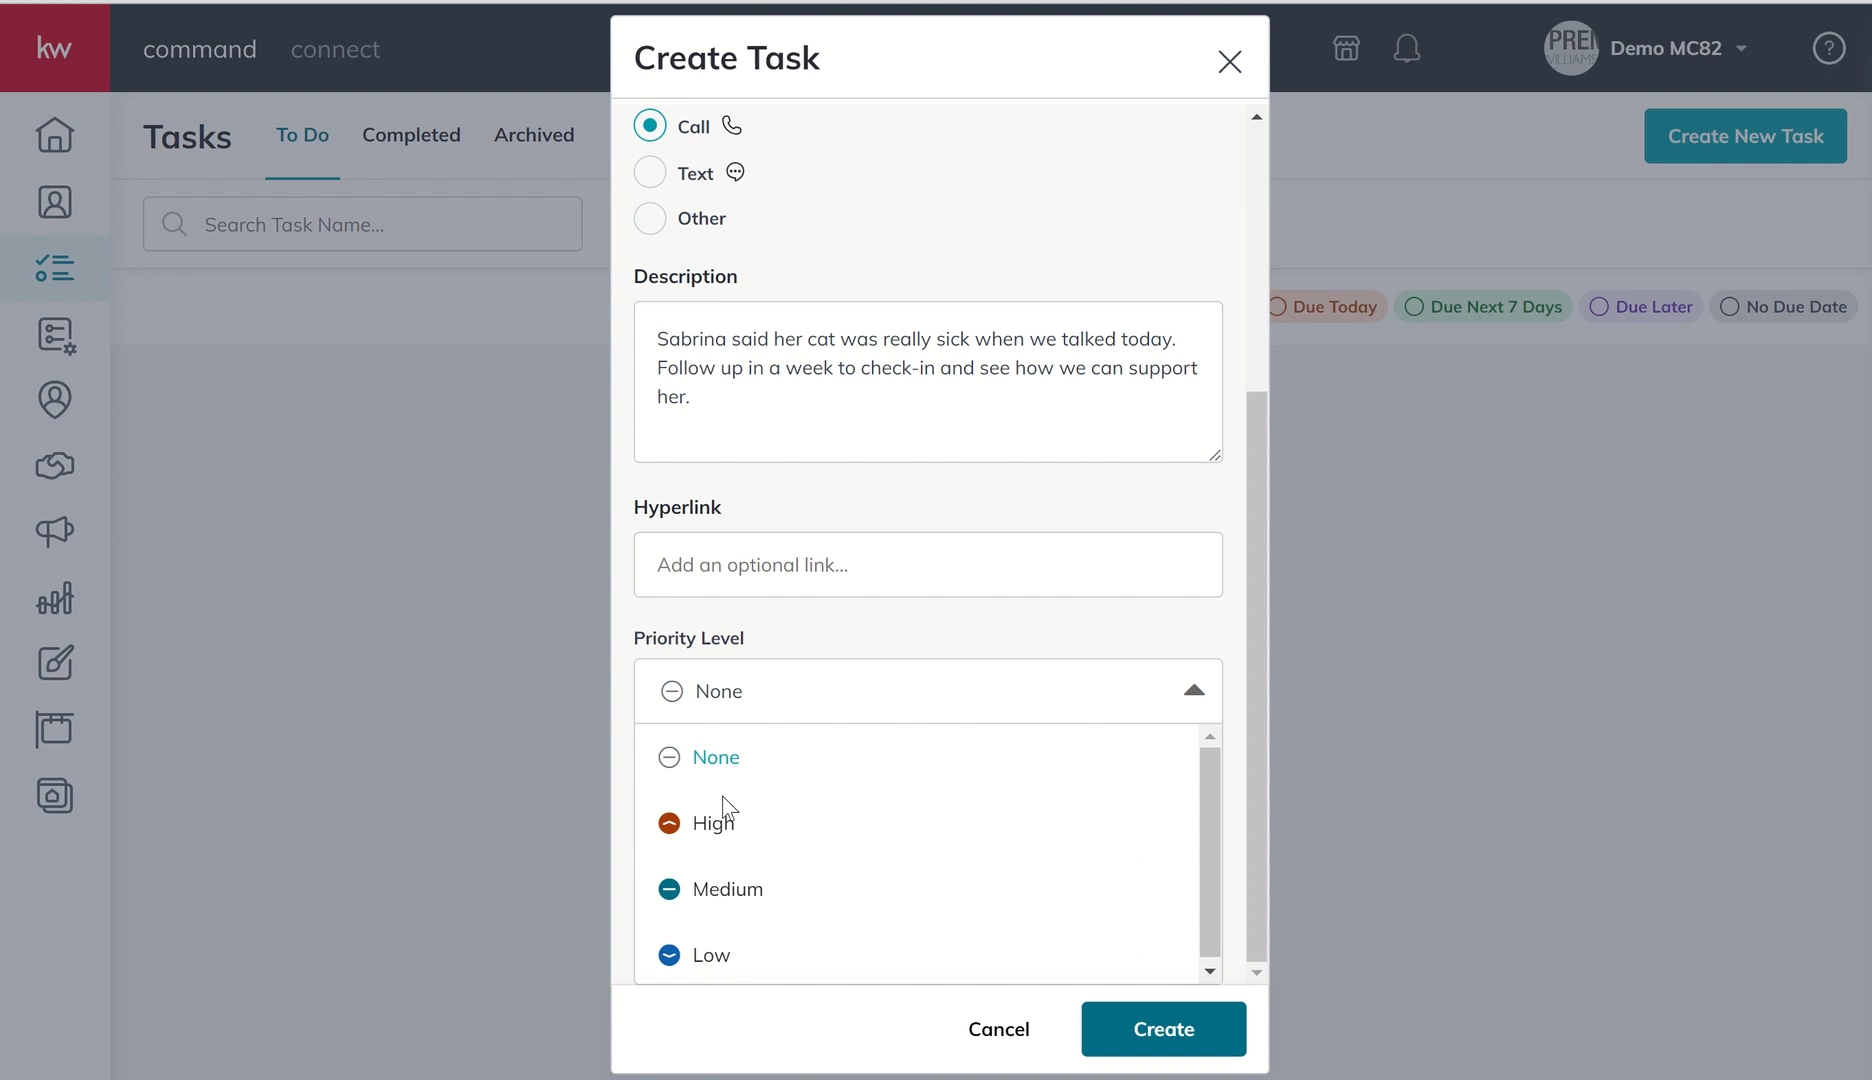 kw
command
connect
PREI
WILLIAMS
Demo MC82
?
Tasks
To Do
Completed
Archived
Create New Task
Search Task Name...
Due Today
Due Next 7 Days
Due Later
No Due Date
Create Task
Call
Text
Other
Description
Sabrina said her cat was really sick when we talked today.
Follow up in a week to check-in and see how we can support
her.
Hyperlink
Add an optional link...
Priority Level
None
None
High
Medium
Low
Cancel
Create